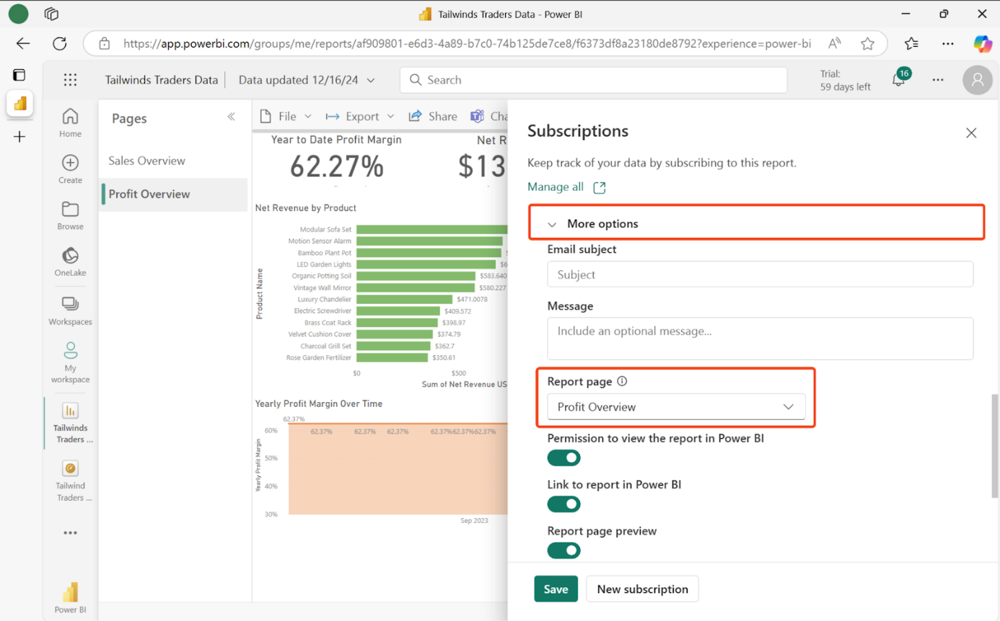 Tailwinds Traders Data - Power BI
https://app.powerbi.com/groups/me/reports/af909801-e6d3-4a89-b7c0-74b125de7ce8/f6373df8a23180de8792?experience=power-bi
Tailwinds Traders Data
Data updated 12/16/24
Search
Trial:
59 days left
16
Home
Create
Browse
OneLake
Workspaces
My
workspace
Tailwinds
Traders ...
Tailwind
Traders ...
Power BI
Pages
Sales Overview
Profit Overview
File
Export
Share
Cha
Year to Date Profit Margin
62.27%
Net R
$13
Net Revenue by Product
Product Name
Modular Sofa Set
Motion Sensor Alarm
Bamboo Plant Pot
LED Garden Lights $6
Organic Potting Soil $583.640
Vintage Wall Mirror $580.227
Luxury Chandelier $471.0078
Electric Screwdriver $409.572
Brass Coat Rack $398.97
Velvet Cushion Cover $374.79
Charcoal Grill Set $362.7
Rose Garden Fertilizer $350.61
$0 $500
Sum of Net Revenue US
Yearly Profit Margin Over Time
Yearly Profit Margin
62.37%
60%
62.37% 62.37% 62.37% 62.37%62.37%62.37%
50%
40%
30%
Sep 2023
Subscriptions
Keep track of your data by subscribing to this report.
Manage all
More options
Email subject
Subject
Message
Include an optional message...
Report page
Profit Overview
Permission to view the report in Power BI
Link to report in Power BI
Report page preview
Save
New subscription